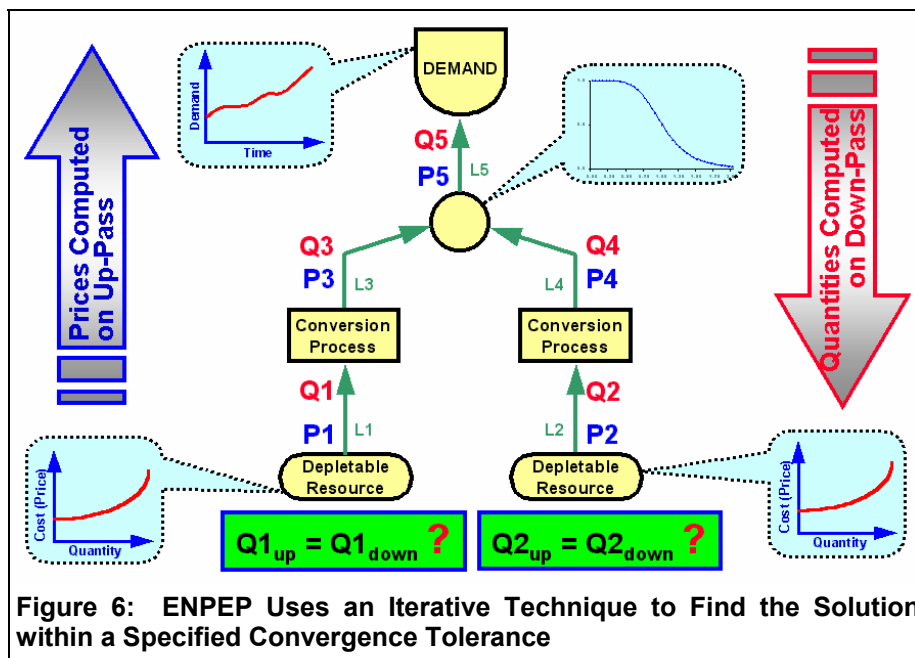 DEMAND
Demand
Time
Q5
P5
L5
Prices Computed
on Up-Pass
Quantities Computed
on Down-Pass
Q3
P3
L3
Q4
P4
L4
Conversion
Process
Conversion
Process
Q1
P1
L1
Q2
P2
L2
Depletable
Resource
Depletable
Resource
Cost (Price)
Quantity
Cost (Price)
Quantity
Q1up = Q1down ?
Q2up = Q2down ?
Figure 6: ENPEP Uses an Iterative Technique to Find the Solution
within a Specified Convergence Tolerance